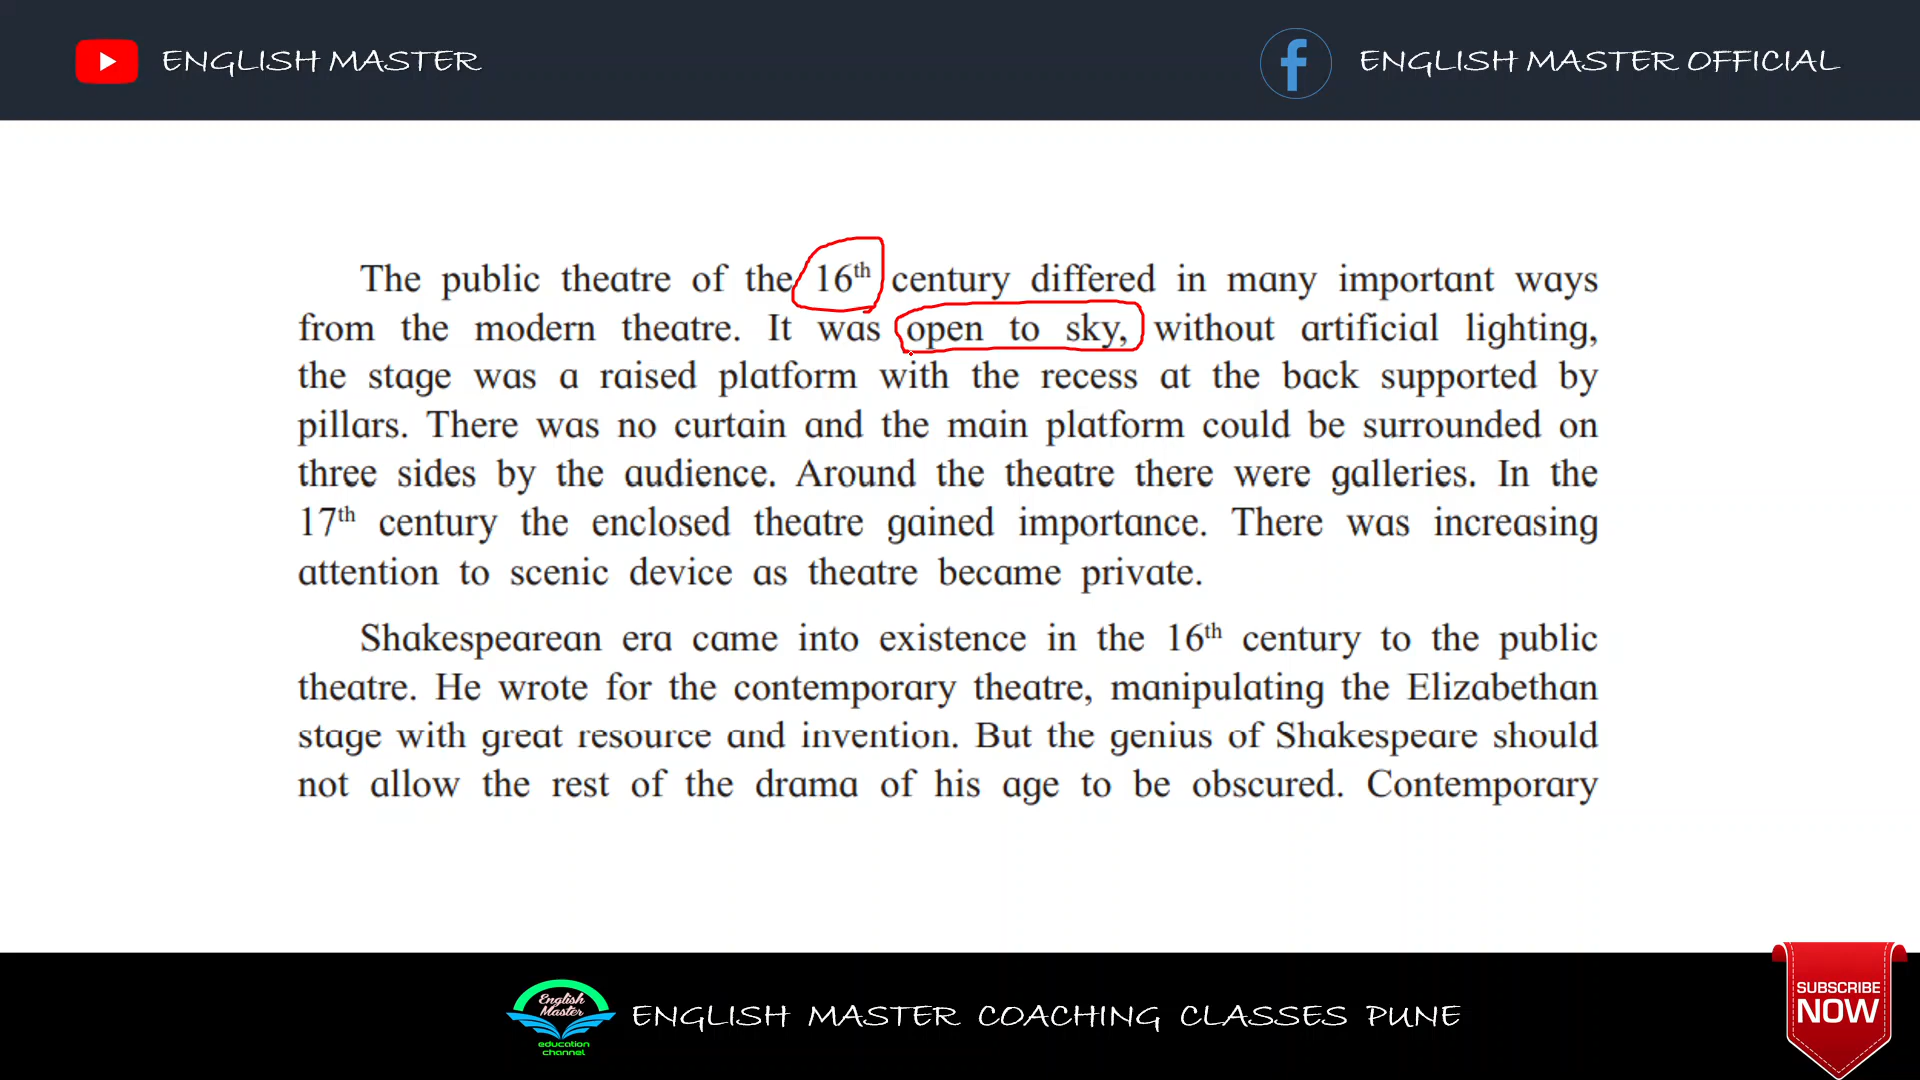 ENGLISH MASTER
ENGLISH MASTER OFFICIAL
The public theatre of the 16th century differed in many important ways
from the modern theatre. It was open to sky, without artificial lighting,
the stage was a raised platform with the recess at the back supported by
pillars. There was no curtain and the main platform could be surrounded on
three sides by the audience. Around the theatre there were galleries. In the
17th century the enclosed theatre gained importance. There was increasing
attention to scenic device as theatre became private.
Shakespearean era came into existence in the 16th century to the public
theatre. He wrote for the contemporary theatre, manipulating the Elizabethan
stage with great resource and invention. But the genius of Shakespeare should
not allow the rest of the drama of his age to be obscured. Contemporary
English
Master
education
channel
ENGLISH MASTER COACHING CLASSES PUNE
SUBSCRIBE
NOW